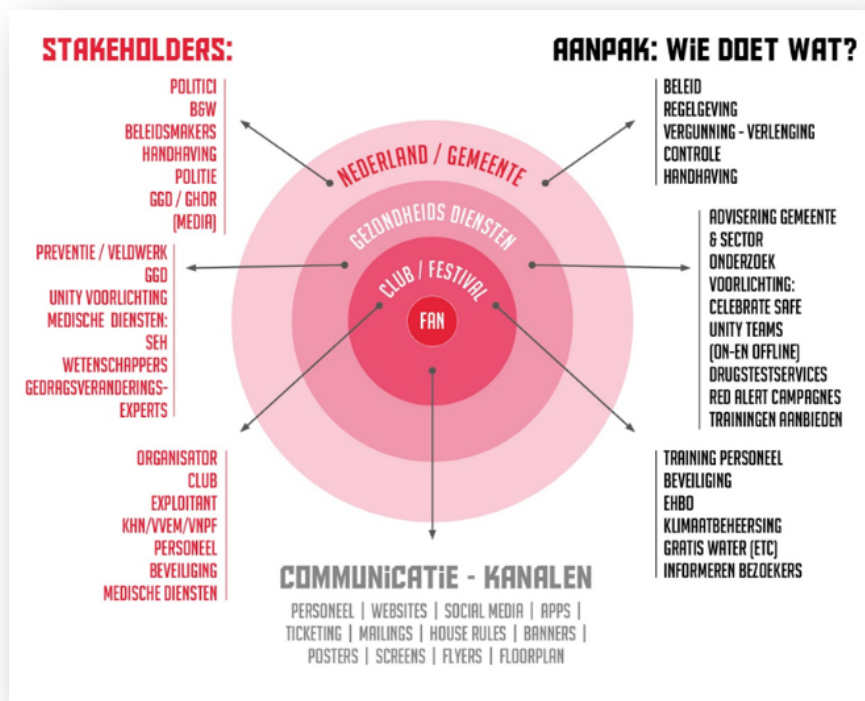 STAKEHOLDERS:
POLITICI
B&W
BELEIDSMAKERS
HANDHAVING
POLITIE
GGD / GHOR
(MEDIA)
PREVENTIE / VELDWERK
GGD
UNITY VOORLICHTING
MEDISCHE DIENSTEN:
SEH
WETENSCHAPPERS
GEDRAGSVERANDERINGS-
EXPERTS
ORGANISATOR
CLUB
EXPLOITANT
KHN/VVEM/VNPF
PERSONEEL
BEVEILIGING
MEDISCHE DIENSTEN
NEDERLAND / GEMEENTE
GEZONDHEIDS DIENSTEN
CLUB / FESTIVAL
FAN
AANPAK: WIE DOET WAT?
BELEID
REGELGEVING
VERGUNNING - VERLENGING
CONTROLE
HANDHAVING
ADVISERING GEMEENTE
& SECTOR
ONDERZOEK
VOORLICHTING:
CELEBRATE SAFE
UNITY TEAMS
(ON-EN OFFLINE)
DRUGSTESTSERVICES
RED ALERT CAMPAGNES
TRAININGEN AANBIEDEN
TRAINING PERSONEEL
BEVEILIGING
EHBO
KLIMAATBEHEERSING
GRATIS WATER (ETC)
INFORMEREN BEZOEKERS
COMMUNICATIE - KANALEN
PERSONEEL | WEBSITES | SOCIAL MEDIA | APPS |
TICKETING | MAILINGS | HOUSE RULES | BANNERS |
POSTERS | SCREENS | FLYERS | FLOORPLAN